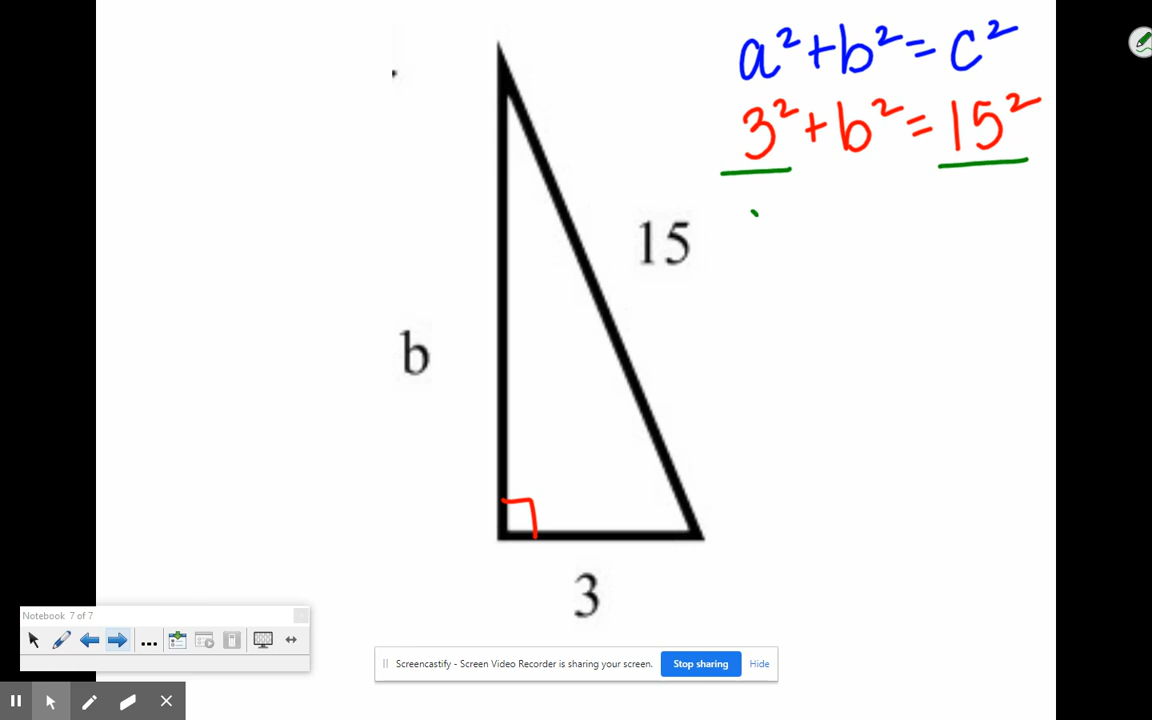 a²+b²=c²
3²+b²=15²
15
b
3
Notebook 7 of 7
...
Screencastify - Screen Video Recorder is sharing your screen. Stop sharing Hide